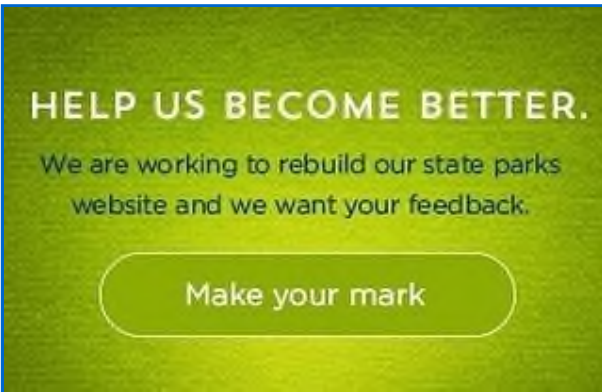 HELP US BECOME BETTER.
We are working to rebuild our state parks
website and we want your feedback.
Make your mark